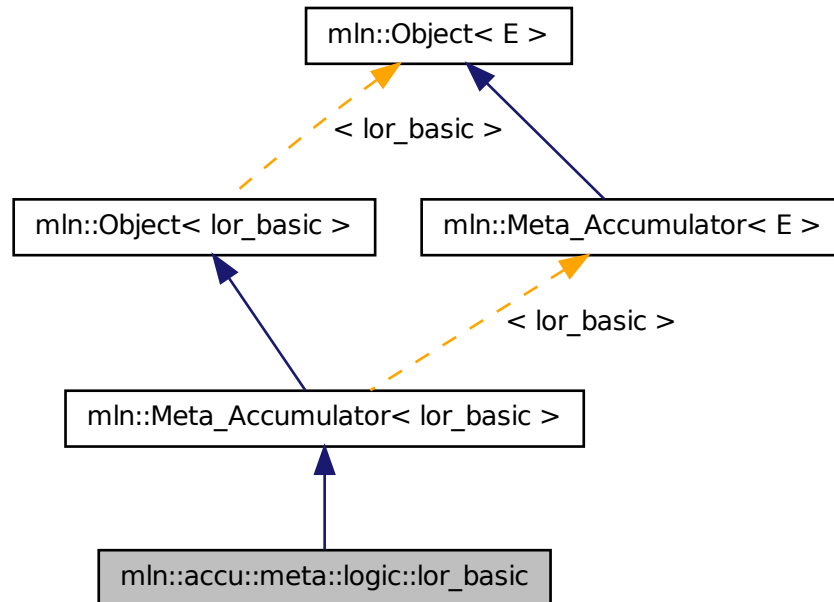 mln::Object< E >
< lor_basic >
mln::Object< lor_basic >
mln::Meta_Accumulator< E >
< lor_basic >
mln::Meta_Accumulator< lor_basic >
mln::accu::meta::logic::lor_basic